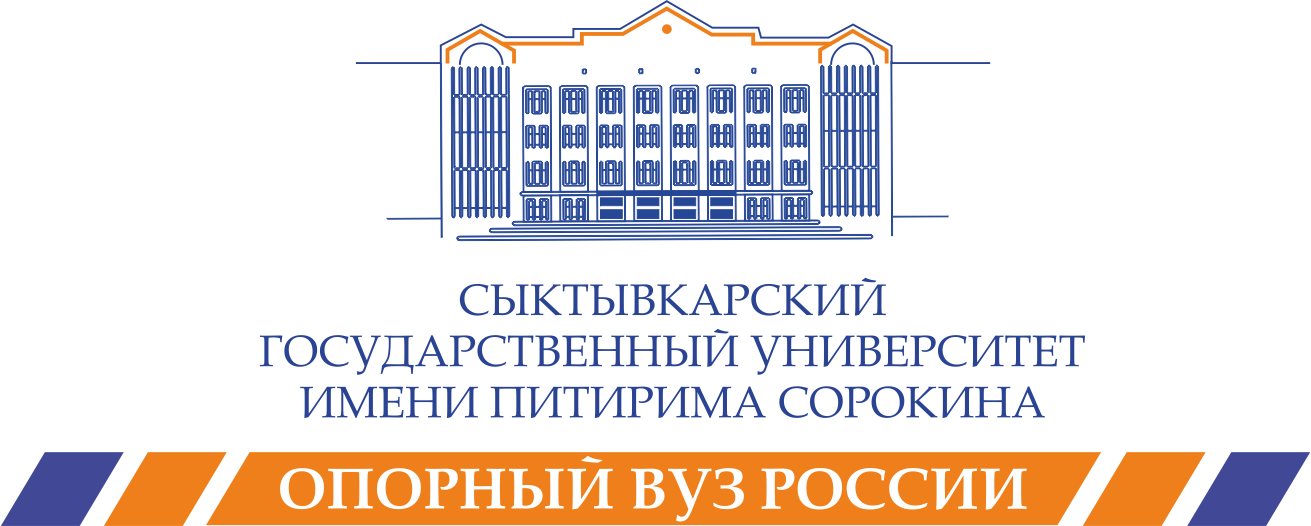 СЫКТЫВКАРСКИЙ
ГОСУДАРСТВЕННЫЙ УНИВЕРСИТЕТ
ИМЕНИ ПИТИРИМА СОРОКИНА
ОПОРНЫЙ ВУЗ РОССИИ